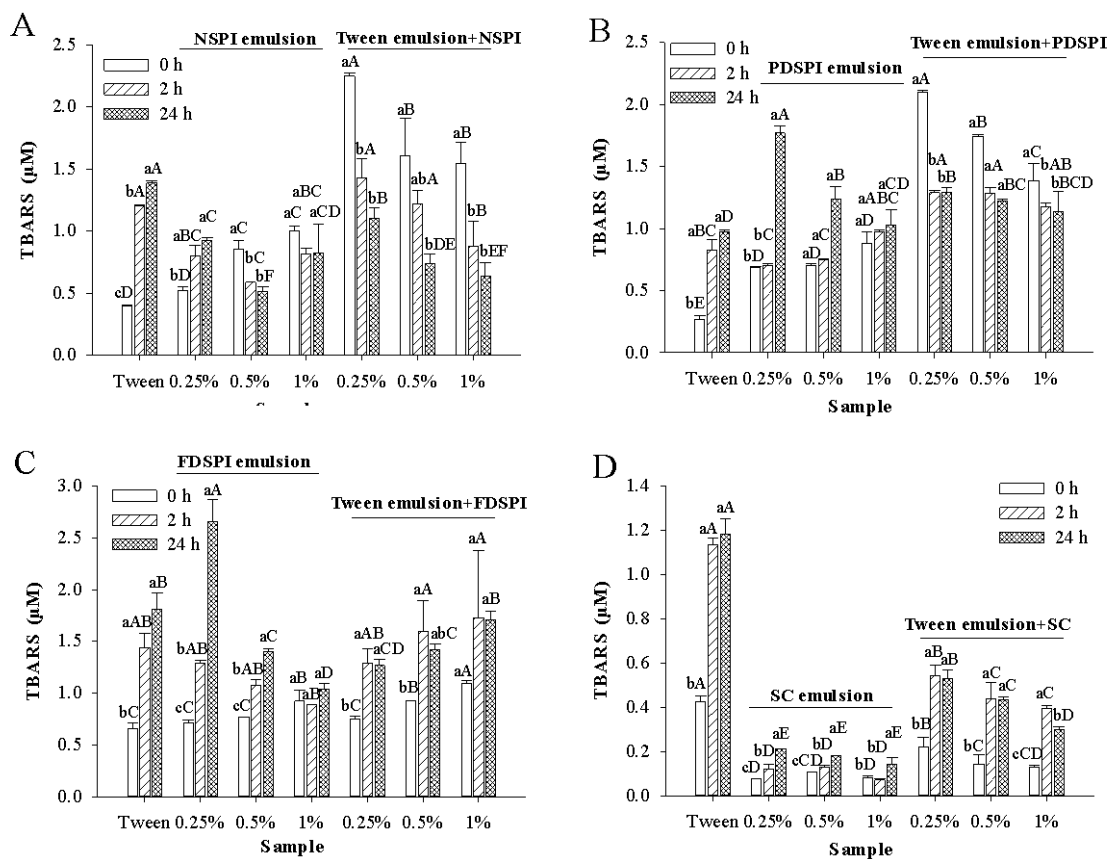 A
NSPI emulsion
Tween emulsion+NSPI
2.5
2.0
1.5
1.0
0.5
0.0
TBARS (µM)
0 h
2 h
24 h
cD bA aA
bD aBC aC
aC bC bF
aC aBC aCD
aA bA bB
aB abA bDE
aB bB bEF
Tween 0.25% 0.5% 1% 0.25% 0.5% 1%
B
PDSPI emulsion
Tween emulsion+PDSPI
2.5
2.0
1.5
1.0
0.5
0.0
TBARS (µM)
0 h
2 h
24 h
bE aBC aD
bD bC aA
aD aC aB
aD aABC aCD
aA bA bB
aB aA aBC
aC bAB bBCD
Tween 0.25% 0.5% 1% 0.25% 0.5% 1%
Sample
C
FDSPI emulsion
Tween emulsion+FDSPI
3.0
2.5
2.0
1.5
1.0
0.5
0.0
TBARS (µM)
0 h
2 h
24 h
bC aAB aB
cC bAB aA
cC bAB aC
aB aB aD
bC aAB aCD
bB aA abC
aA aA aB
Tween 0.25% 0.5% 1% 0.25% 0.5% 1%
Sample
D
SC emulsion
Tween emulsion+SC
1.4
1.2
1.0
0.8
0.6
0.4
0.2
0.0
TBARS (µM)
0 h
2 h
24 h
bA aA aA
cD bD aE
cCD bD aE
bD bD aE
bB aB aB
bC aC aC
cCD aC bD
Tween 0.25% 0.5% 1% 0.25% 0.5% 1%
Sample